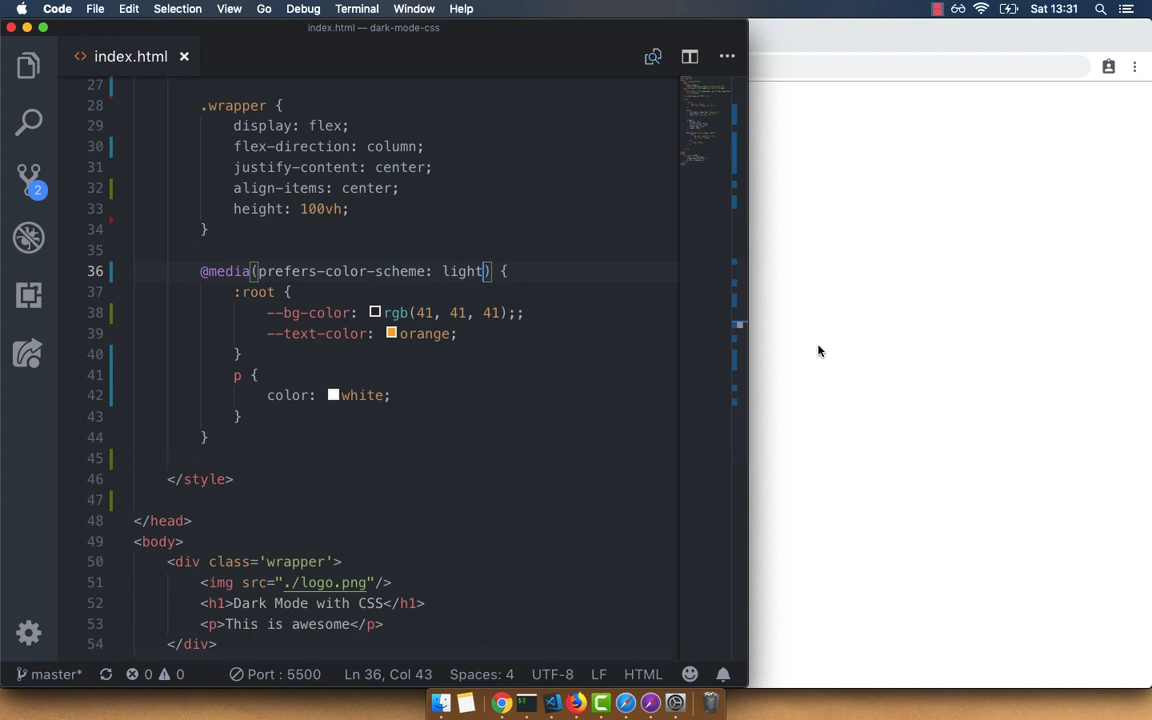 Code File Edit Selection View Go Debug Terminal Window Help Sat 13:31
index.html — dark-mode-css
<> index.html ×
27
28 .wrapper {
29 display: flex;
30 flex-direction: column;
31 justify-content: center;
32 align-items: center;
33 height: 100vh;
34 }
35
36 @media(prefers-color-scheme: light) {
37 :root {
38 --bg-color: rgb(41, 41, 41);;
39 --text-color: orange;
40 }
41 p {
42 color: white;
43 }
44 }
45
46 </style>
47
48 </head>
49 <body>
50 <div class='wrapper'>
51 <img src="./logo.png"/>
52 <h1>Dark Mode with CSS</h1>
53 <p>This is awesome</p>
54 </div>
2
master* 0 0 Port : 5500 Ln 36, Col 43 Spaces: 4 UTF-8 LF HTML